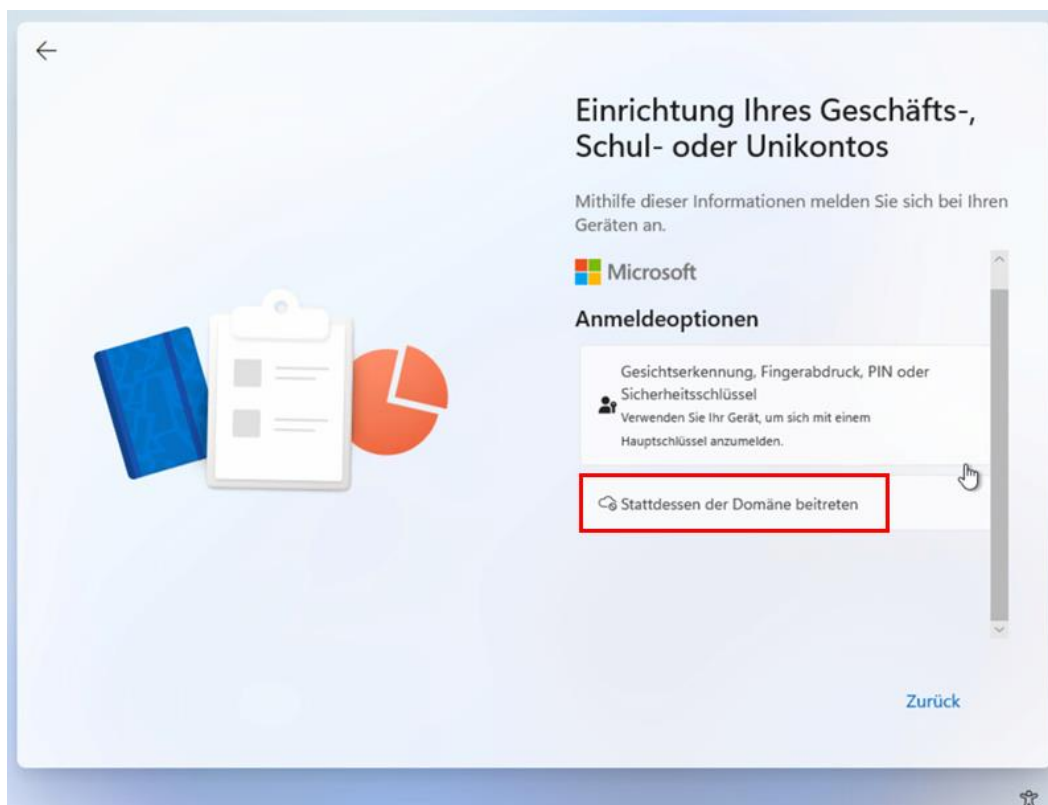 Einrichtung Ihres Geschäfts-,
Schul- oder Unikontos
Mithilfe dieser Informationen melden Sie sich bei Ihren
Geräten an.
Microsoft
Anmeldeoptionen
Gesichtserkennung, Fingerabdruck, PIN oder
Sicherheitsschlüssel
Verwenden Sie Ihr Gerät, um sich mit einem
Hauptschlüssel anzumelden.
Stattdessen der Domäne beitreten
Zurück